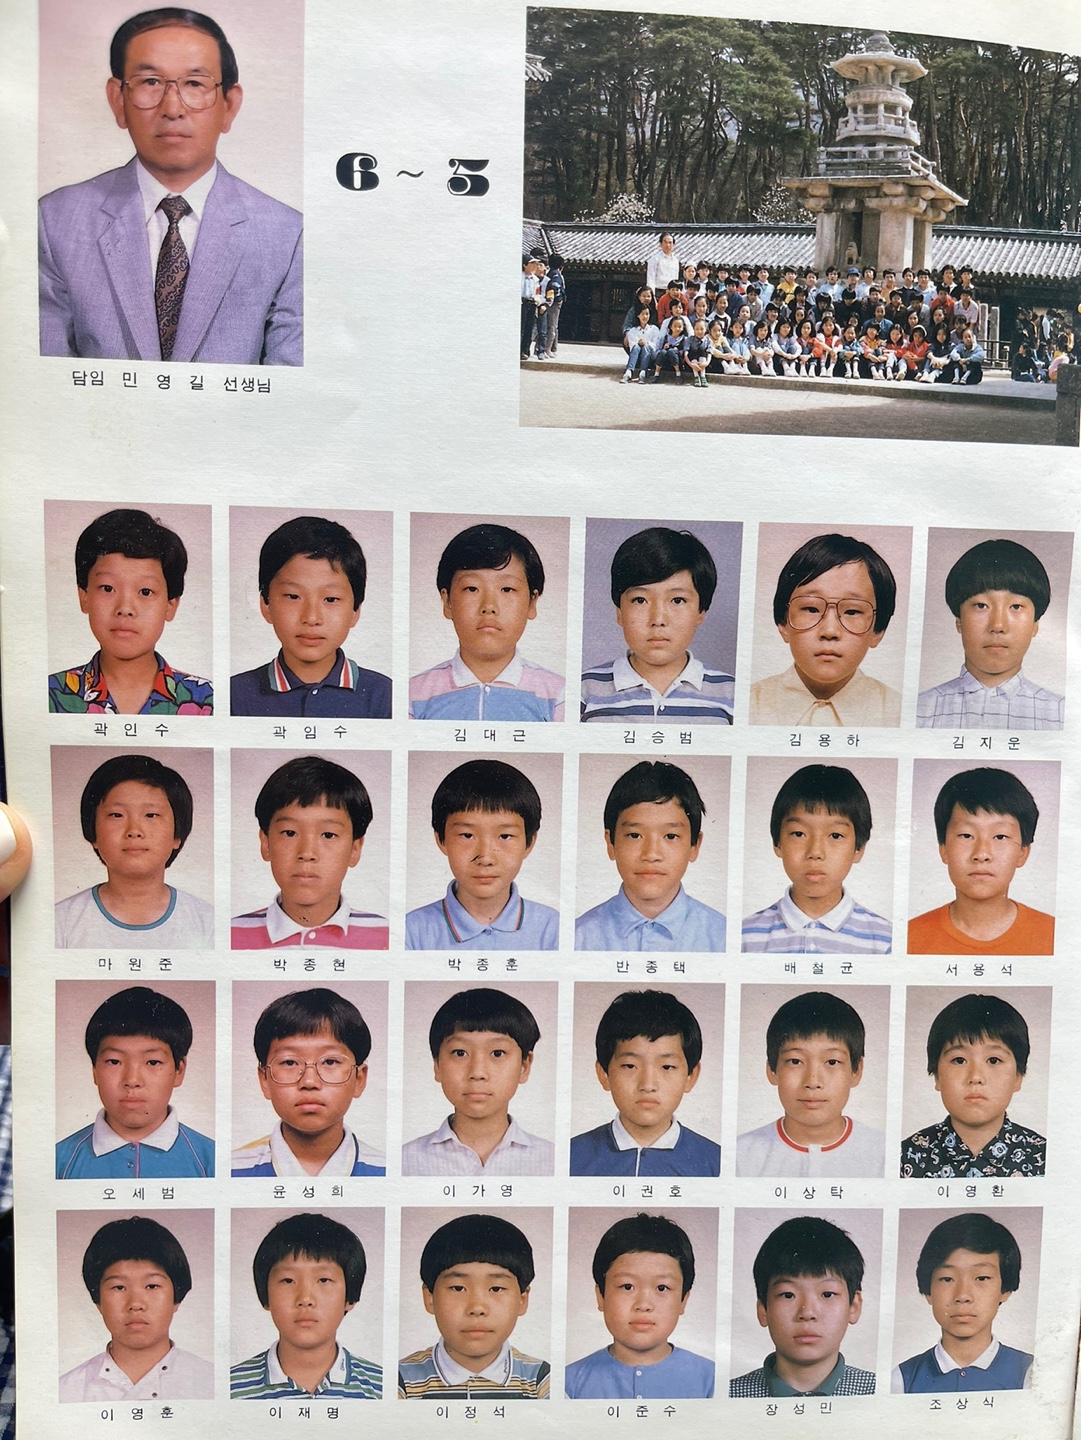 6~5
담임 민 영 길 선생님
곽 인 수
곽 임 수
김 대 근
김 승 범
김 용 하
김 지 운
마 원 준
박 종 현
박 종 훈
반 종 택
배 철 균
서 용 석
오 세 범
윤 성 희
이 가 영
이 권 호
이 상 탁
이 영 환
이 영 훈
이 재 명
이 정 석
이 준 수
장 성 민
조 상 식